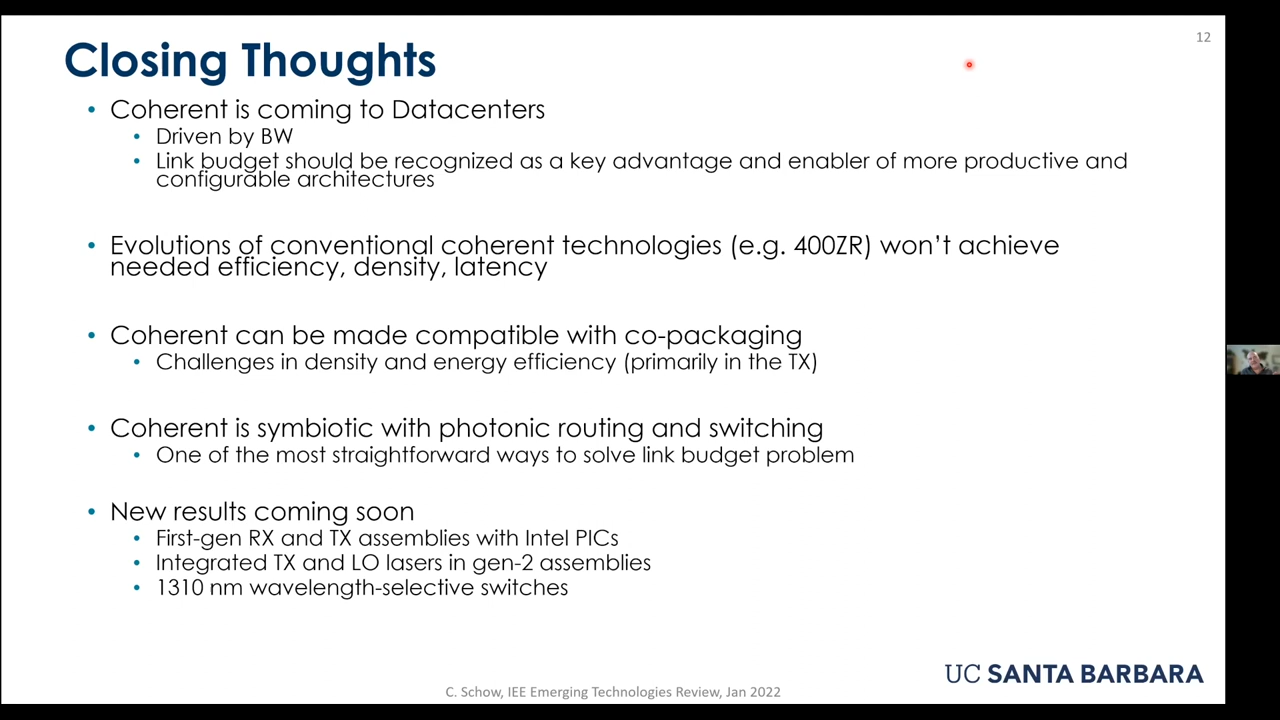 12
Closing Thoughts
• Coherent is coming to Datacenters
• Driven by BW
• Link budget should be recognized as a key advantage and enabler of more productive and
configurable architectures
• Evolutions of conventional coherent technologies (e.g. 400ZR) won’t achieve
needed efficiency, density, latency
• Coherent can be made compatible with co-packaging
• Challenges in density and energy efficiency (primarily in the TX)
• Coherent is symbiotic with photonic routing and switching
• One of the most straightforward ways to solve link budget problem
• New results coming soon
• First-gen RX and TX assemblies with Intel PICs
• Integrated TX and LO lasers in gen-2 assemblies
• 1310 nm wavelength-selective switches
UC SANTA BARBARA
C. Schow, IEE Emerging Technologies Review, Jan 2022